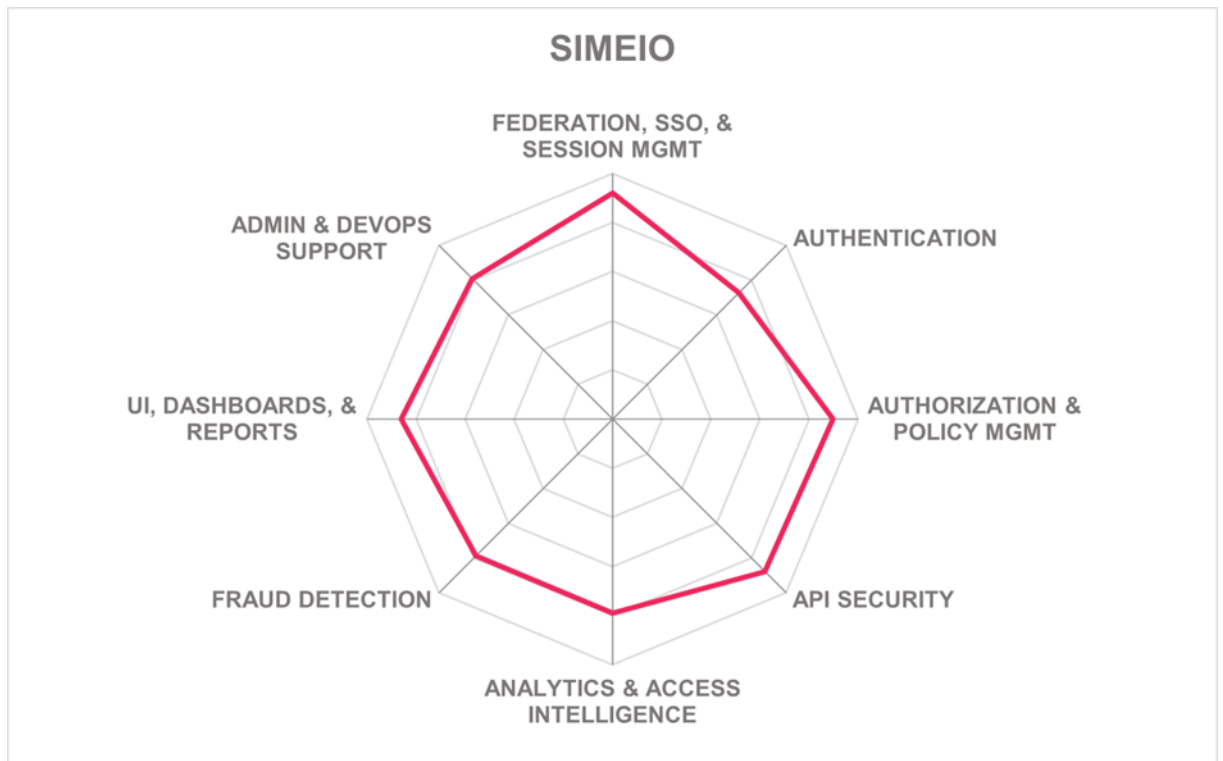 SIMEIO
FEDERATION, SSO, &
SESSION MGMT
ADMIN & DEVOPS
SUPPORT
AUTHENTICATION
UI, DASHBOARDS, &
REPORTS
AUTHORIZATION &
POLICY MGMT
FRAUD DETECTION
API SECURITY
ANALYTICS & ACCESS
INTELLIGENCE